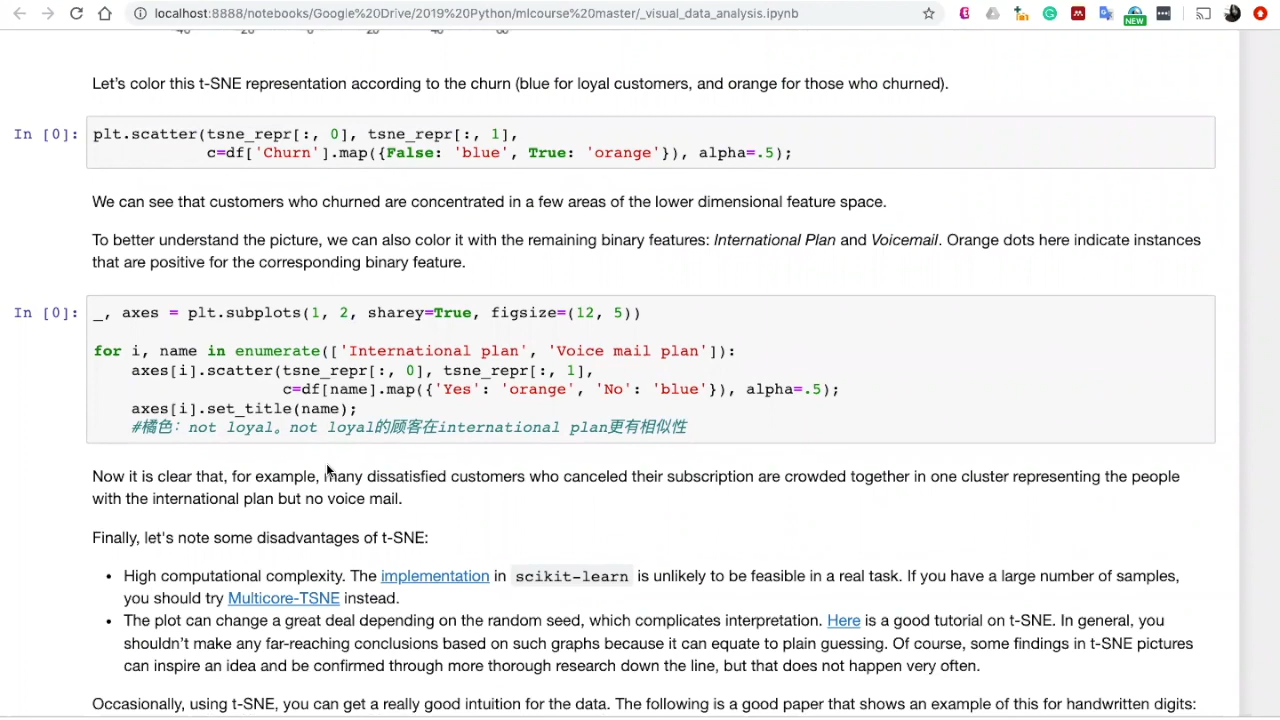 localhost:8888/notebooks/Google%20Drive/2019%20Python/mlcourse%20master/_visual_data_analysis.ipynb
NEW
-40 -20 0 20 40 60
Let’s color this t-SNE representation according to the churn (blue for loyal customers, and orange for those who churned).
In [0]: plt.scatter(tsne_repr[:, 0], tsne_repr[:, 1],
c=df['Churn'].map({False: 'blue', True: 'orange'}), alpha=.5);
We can see that customers who churned are concentrated in a few areas of the lower dimensional feature space.
To better understand the picture, we can also color it with the remaining binary features: International Plan and Voicemail. Orange dots here indicate instances
that are positive for the corresponding binary feature.
In [0]: _, axes = plt.subplots(1, 2, sharey=True, figsize=(12, 5))
for i, name in enumerate(['International plan', 'Voice mail plan']):
axes[i].scatter(tsne_repr[:, 0], tsne_repr[:, 1],
c=df[name].map({'Yes': 'orange', 'No': 'blue'}), alpha=.5);
axes[i].set_title(name);
#橘色：not loyal。not loyal的顾客在international plan更有相似性
Now it is clear that, for example, many dissatisfied customers who canceled their subscription are crowded together in one cluster representing the people
with the international plan but no voice mail.
Finally, let's note some disadvantages of t-SNE:
• High computational complexity. The implementation in scikit-learn is unlikely to be feasible in a real task. If you have a large number of samples,
you should try Multicore-TSNE instead.
• The plot can change a great deal depending on the random seed, which complicates interpretation. Here is a good tutorial on t-SNE. In general, you
shouldn’t make any far-reaching conclusions based on such graphs because it can equate to plain guessing. Of course, some findings in t-SNE pictures
can inspire an idea and be confirmed through more thorough research down the line, but that does not happen very often.
Occasionally, using t-SNE, you can get a really good intuition for the data. The following is a good paper that shows an example of this for handwritten digits: